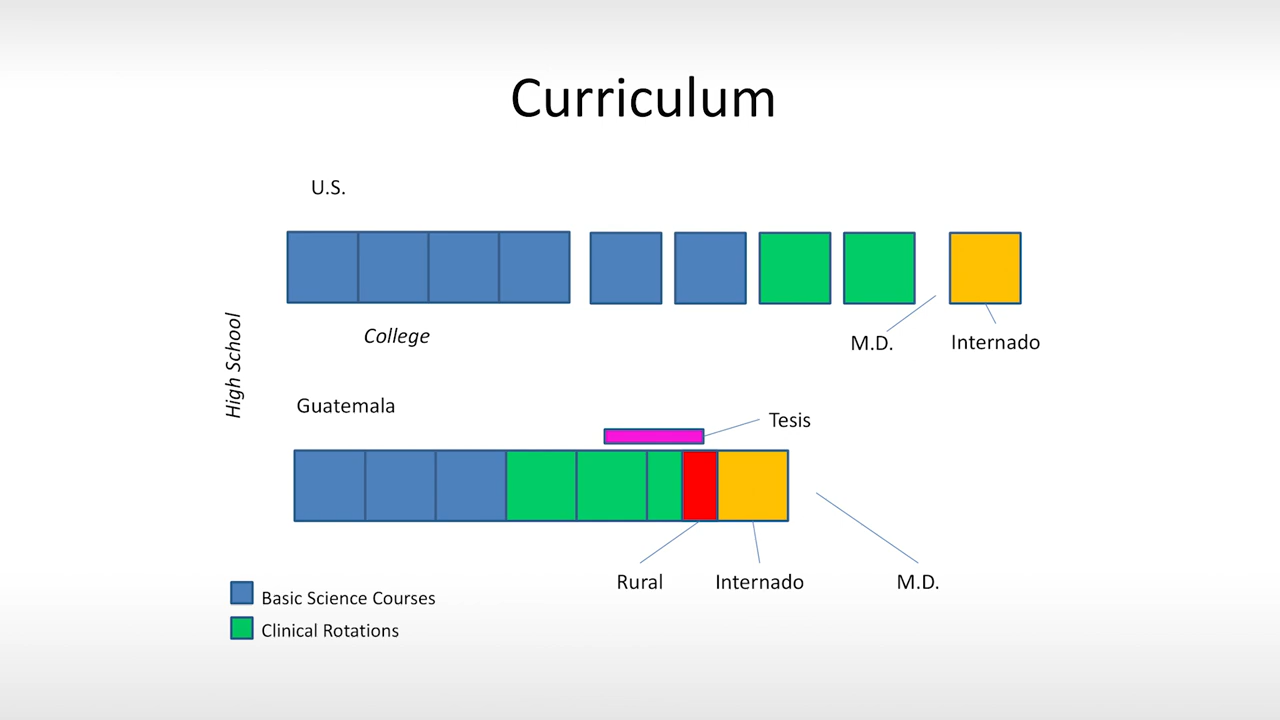 Curriculum
U.S.
College
M.D.
Internado
High School
Guatemala
Tesis
Rural
Internado
M.D.
Basic Science Courses
Clinical Rotations